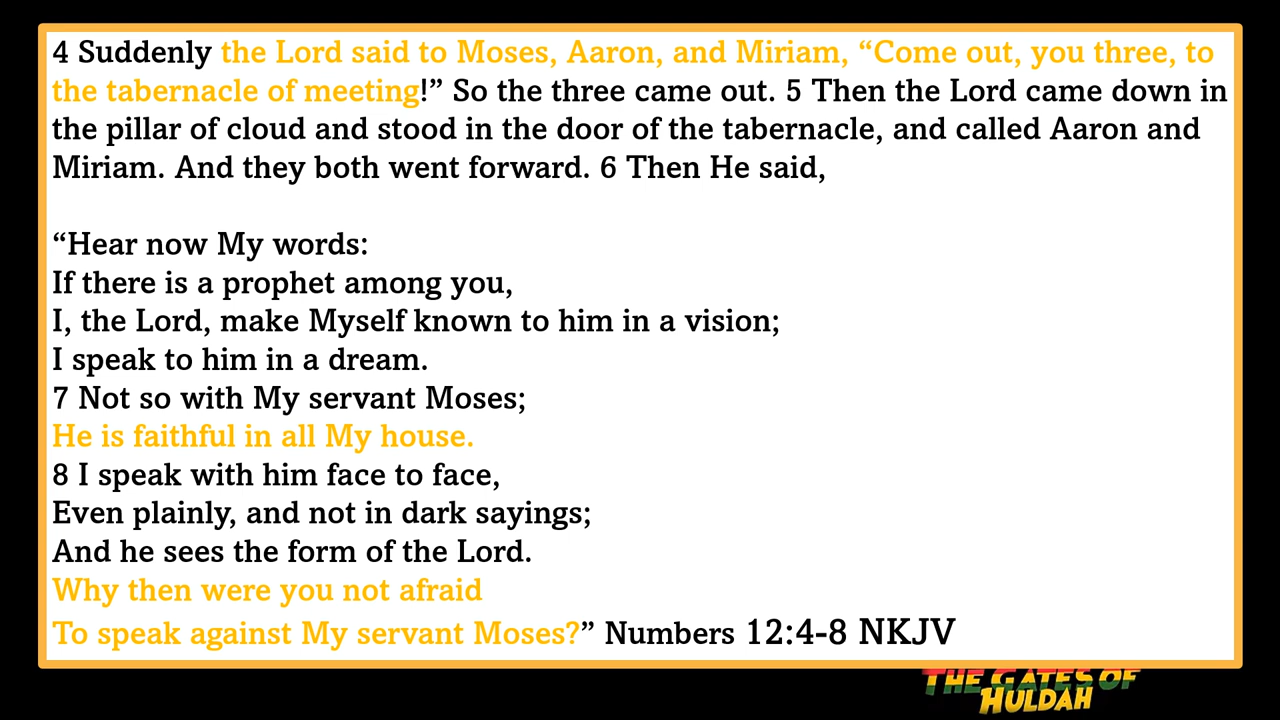 4 Suddenly the Lord said to Moses, Aaron, and Miriam, “Come out, you three, to
the tabernacle of meeting!” So the three came out. 5 Then the Lord came down in
the pillar of cloud and stood in the door of the tabernacle, and called Aaron and
Miriam. And they both went forward. 6 Then He said,
“Hear now My words:
If there is a prophet among you,
I, the Lord, make Myself known to him in a vision;
I speak to him in a dream.
7 Not so with My servant Moses;
He is faithful in all My house.
8 I speak with him face to face,
Even plainly, and not in dark sayings;
And he sees the form of the Lord.
Why then were you not afraid
To speak against My servant Moses?” Numbers 12:4-8 NKJV
THE GATES OF
HULDAH